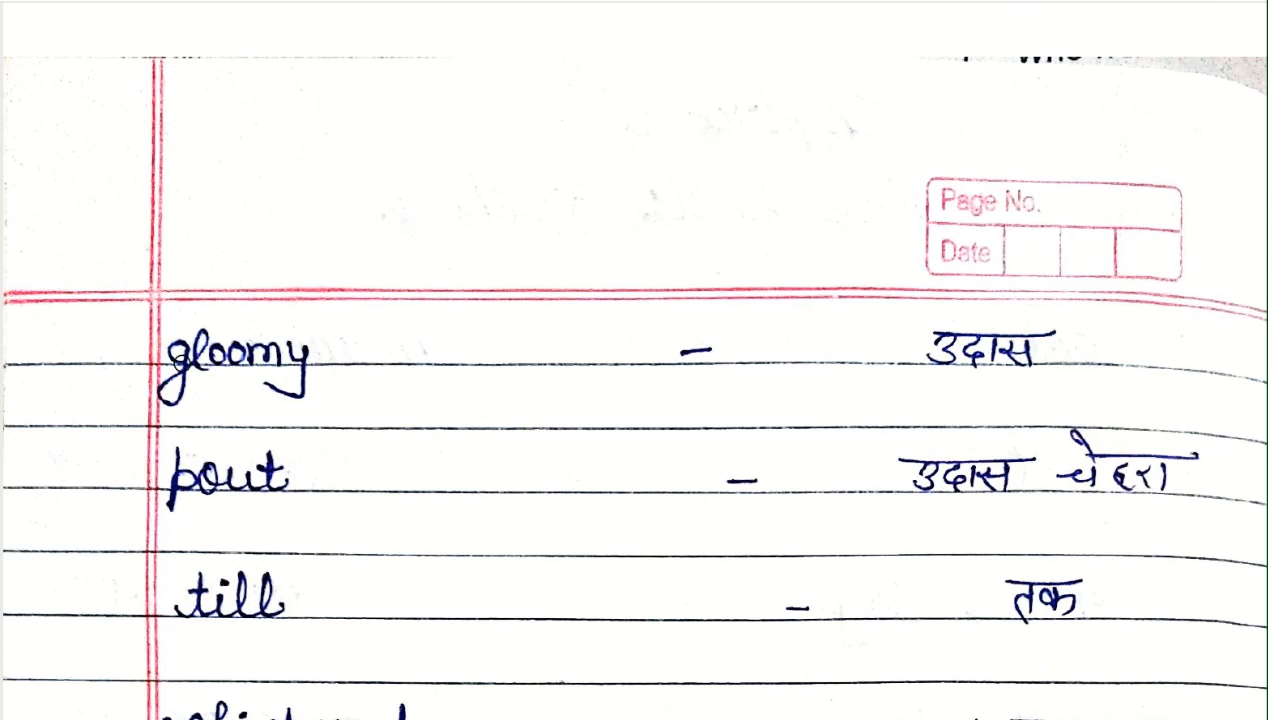 Page No.
Date
gloomy - उदास
pout - उदास चेहरा
till - तक